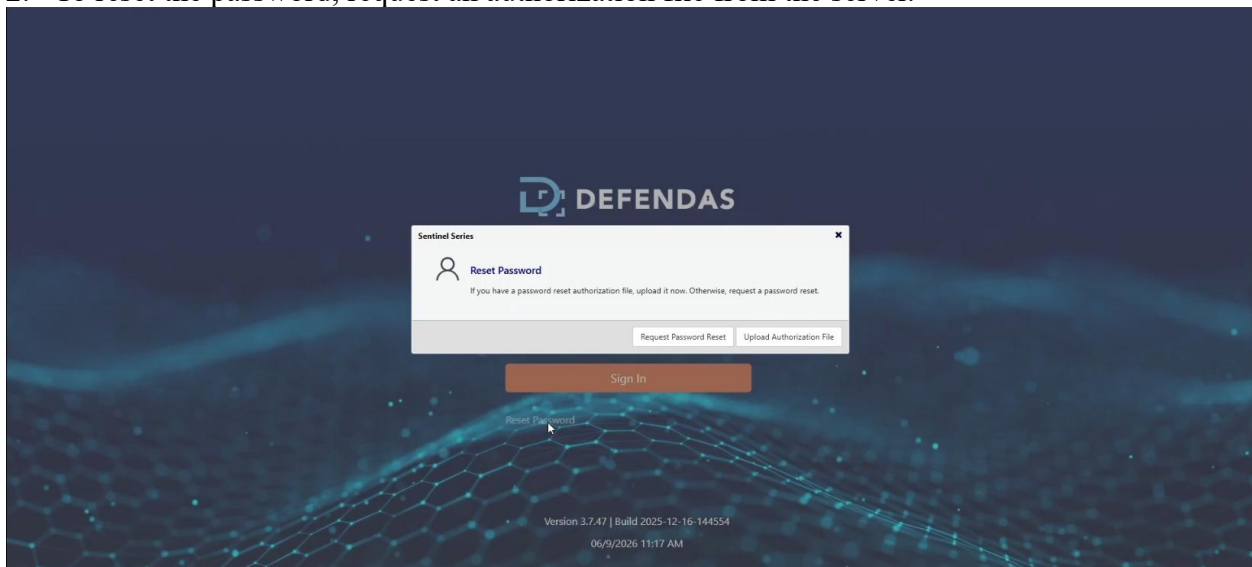 2. To reset the password, request an authorization file from the server.
DEFENDAS
Sentinel Series
Reset Password
If you have a password reset authorization file, upload it now. Otherwise, request a password reset.
Request Password Reset Upload Authorization File
Sign In
Reset Password
Version 3.7.47 | Build 2025-12-16-144554
06/9/2026 11:17 AM